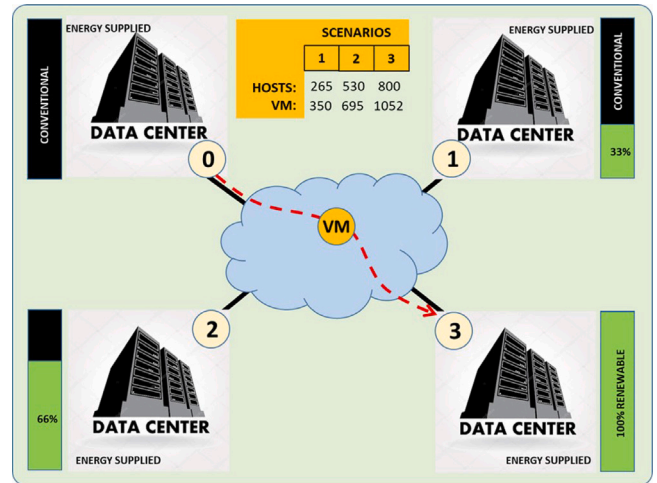 ENERGY SUPPLIED
CONVENTIONAL
DATA CENTER
0
SCENARIOS
1 2 3
HOSTS: 265 530 800
VM: 350 695 1052
ENERGY SUPPLIED
CONVENTIONAL
33%
DATA CENTER
1
VM
2
66%
DATA CENTER
ENERGY SUPPLIED
3
DATA CENTER
100% RENEWABLE
ENERGY SUPPLIED